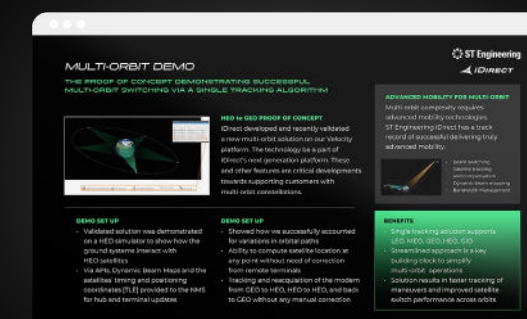 ST Engineering
iDIRECT
MULTI-ORBIT DEMO
THE PROOF OF CONCEPT DEMONSTRATING SUCCESSFUL
MULTI-ORBIT SWITCHING VIA A SINGLE TRACKING ALGORITHM
HEO to GEO PROOF OF CONCEPT
iDirect developed and recently validated
a new multi-orbit solution on our Velocity
platform. The technology be a part of
iDirect's next generation platform. These
and other features are critical developments
towards supporting customers with
multi-orbit constellations.
ADVANCED MOBILITY FOR MULTI-ORBIT
Multi orbit complexity requires
advanced mobility technologies.
ST Engineering iDirect has a track
record of successful delivering truly
advanced mobility.
Beam switching
Satellite tracking
and compensation
Dynamic beam mapping
Bandwidth Management
DEMO SET UP
• Validated solution was demonstrated
on a HEO simulator to show how the
ground systems interact with
HEO satellites
• Via APIs, Dynamic Beam Maps and the
satellites' timing and positioning
coordinates (TLE) provided to the NMS
for hub and terminal updates
DEMO SET UP
• Showed how we successfully accounted
for variations in orbital paths
• Ability to compute satellite location at
any point without need of correction
from remote terminals
• Tracking and reacquisition of the modem
from GEO to HEO, HEO to HEO, and back
to GEO without any manual correction
BENEFITS
• Single tracking solution supports
LEO, MEO, GEO, HEO, GIO
• Streamlined approach is a key
building block to simplify
multi-orbit operations
• Solution results in faster tracking of
maneuvers and improved satellite
switch performance across orbits